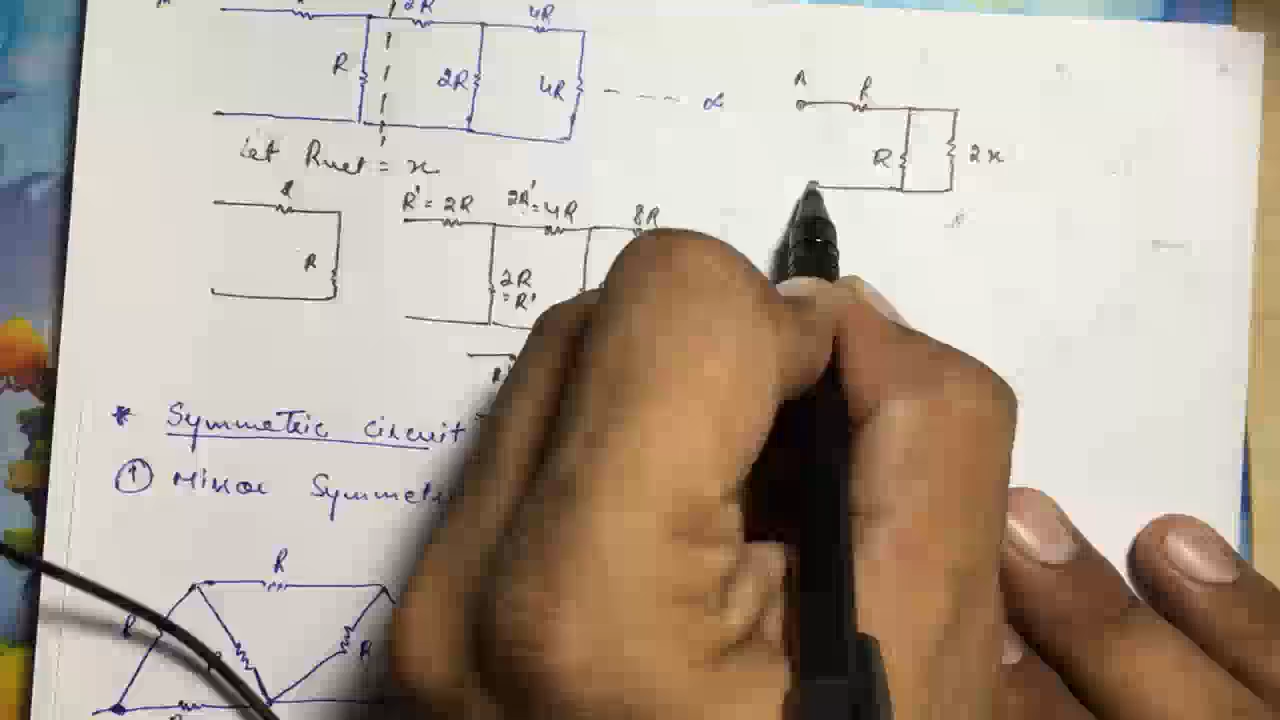 2R 4R
R 2R 4R - - - - ∝
Let Rnet = x
R
R
R' = 2R 2R' = 4R 8R
2R
= R'
A R
R 2x
* Symmetric circuit
① Mirror Symmet
R
R
R